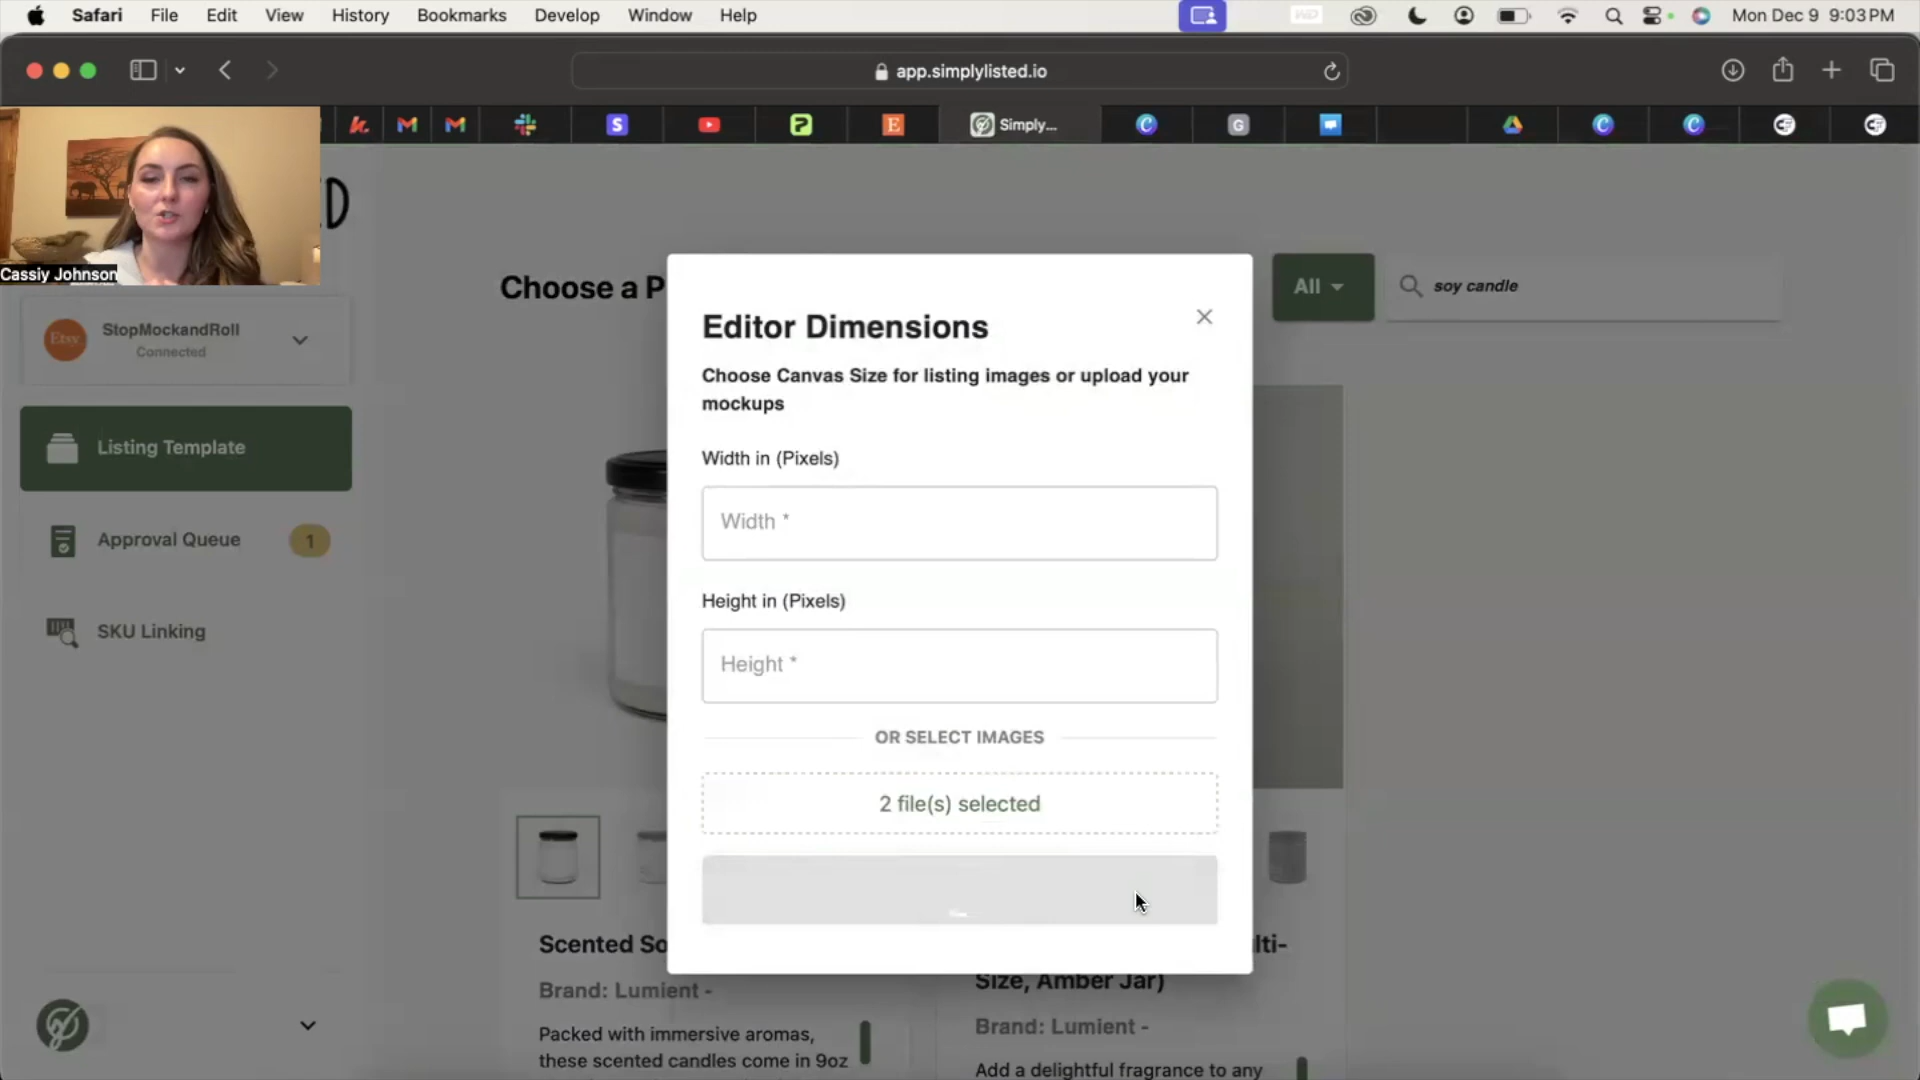 Safari File Edit View History Bookmarks Develop Window Help Mon Dec 9 9:03 PM
app.simplylisted.io
S E Simply... G
ED
Cassiy Johnson
Choose a P
All
soy candle
Etsy StopMockandRoll
Connected
Listing Template
Approval Queue 1
SKU Linking
Editor Dimensions
Choose Canvas Size for listing images or upload your
mockups
Width in (Pixels)
Width *
Height in (Pixels)
Height *
OR SELECT IMAGES
2 file(s) selected
Scented So
Brand: Lumient -
Packed with immersive aromas,
these scented candles come in 9oz
lti-
Size, Amber Jar)
Brand: Lumient -
Add a delightful fragrance to any